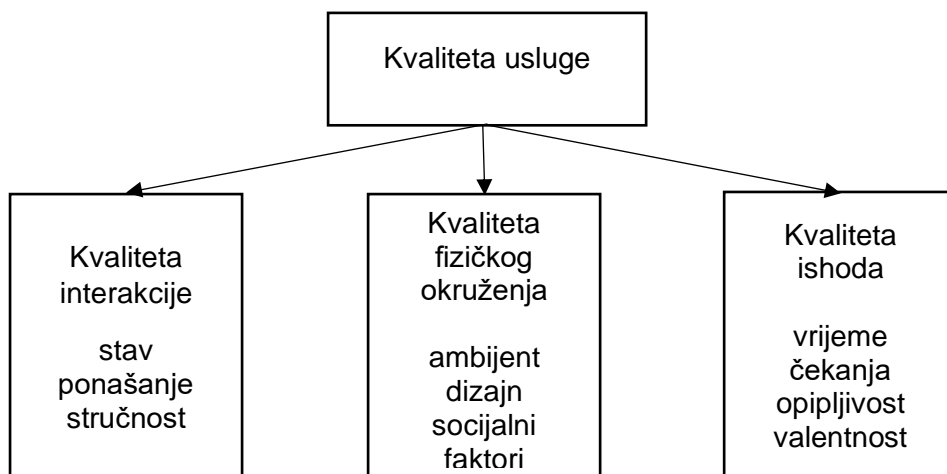 Kvaliteta usluge
Kvaliteta
interakcije
stav
ponašanje
stručnost
Kvaliteta
fizičkog
okruženja
ambijent
dizajn
socijalni
faktori
Kvaliteta
ishoda
vrijeme
čekanja
opipljivost
valentnost